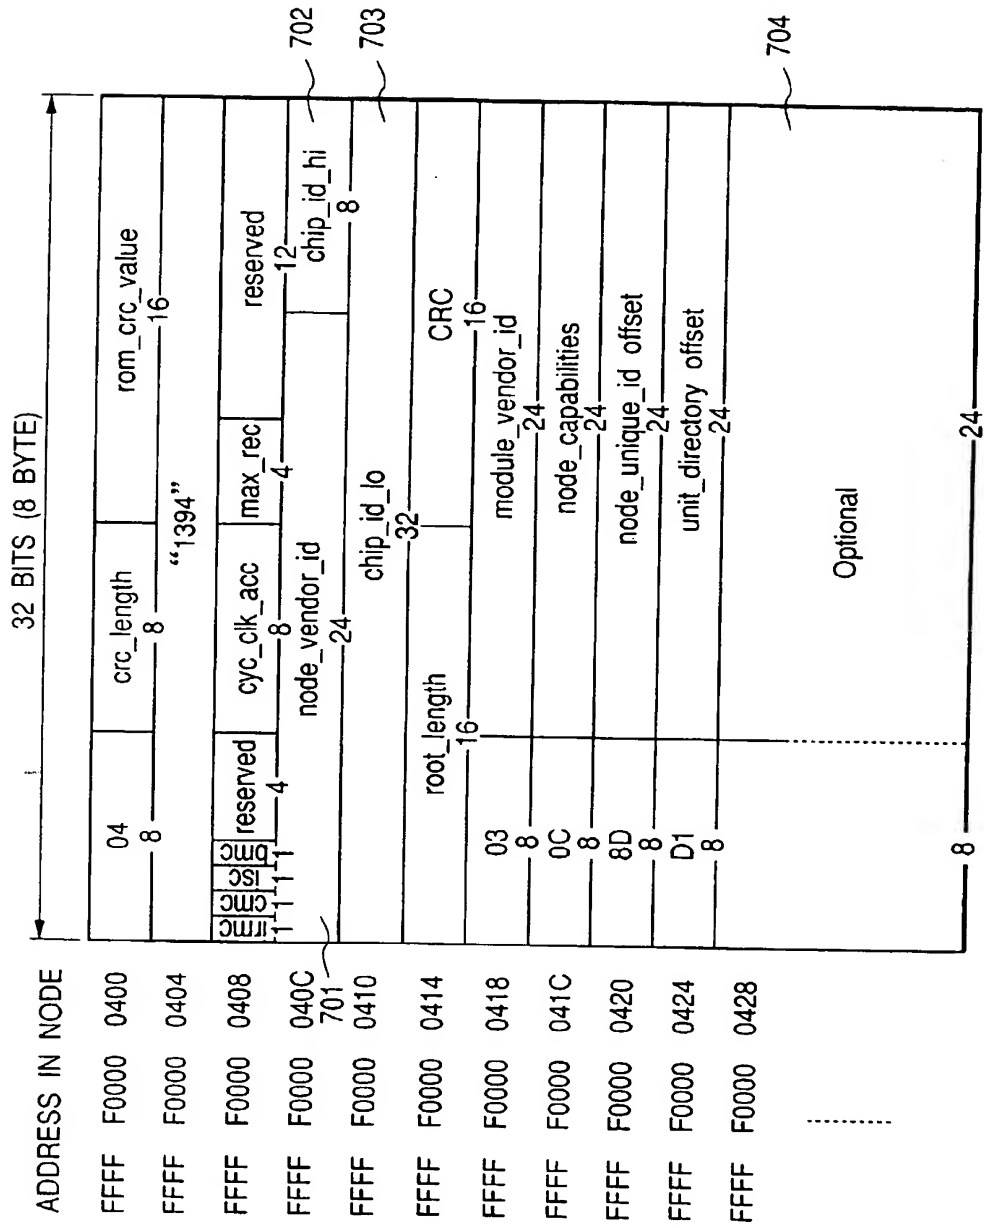 32 BITS (8 BYTE)
ADDRESS IN NODE
FFFF F0000 0400 04 crc_length rom_crc_value
8 8 16
FFFF F0000 0404 “1394”
FFFF F0000 0408 irmc cmc isc bmc reserved cyc_clk_acc max_rec reserved
1 1 1 1 4 8 4 12
FFFF F0000 040C node_vendor_id chip_id_hi 702
701 24 8
FFFF F0000 0410 chip_id_lo 703
32
FFFF F0000 0414 root_length CRC
16 16
FFFF F0000 0418 03 module_vendor_id
8 24
FFFF F0000 041C 0C node_capabilities
8 24
FFFF F0000 0420 8D node_unique_id offset
8 24
FFFF F0000 0424 D1 unit_directory offset
8 24
FFFF F0000 0428 Optional 704
8 24